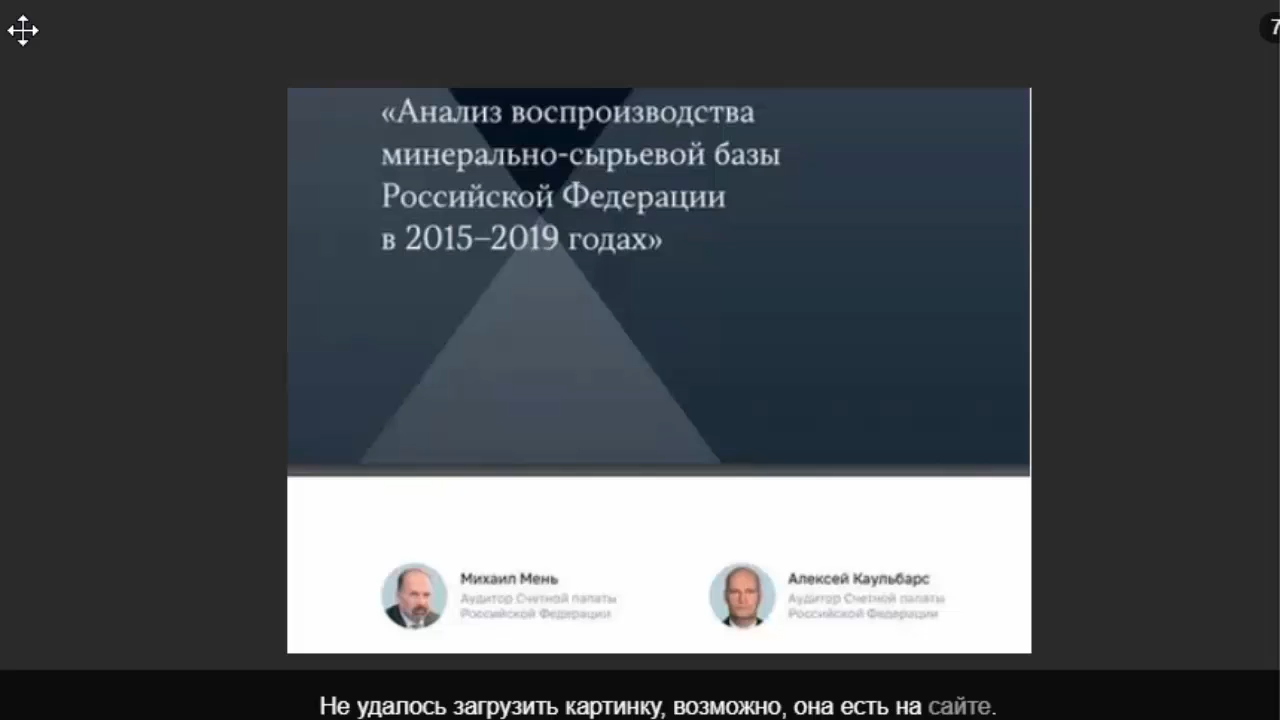 7
«Анализ воспроизводства
минерально-сырьевой базы
Российской Федерации
в 2015–2019 годах»
Михаил Мень
Аудитор Счетной палаты
Российской Федерации
Алексей Каульбарс
Аудитор Счетной палаты
Российской Федерации
Не удалось загрузить картинку, возможно, она есть на сайте.